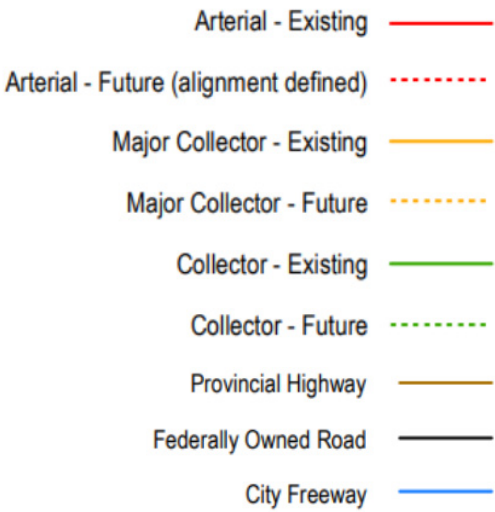 Arterial - Existing
Arterial - Future (alignment defined)
Major Collector - Existing
Major Collector - Future
Collector - Existing
Collector - Future
Provincial Highway
Federally Owned Road
City Freeway